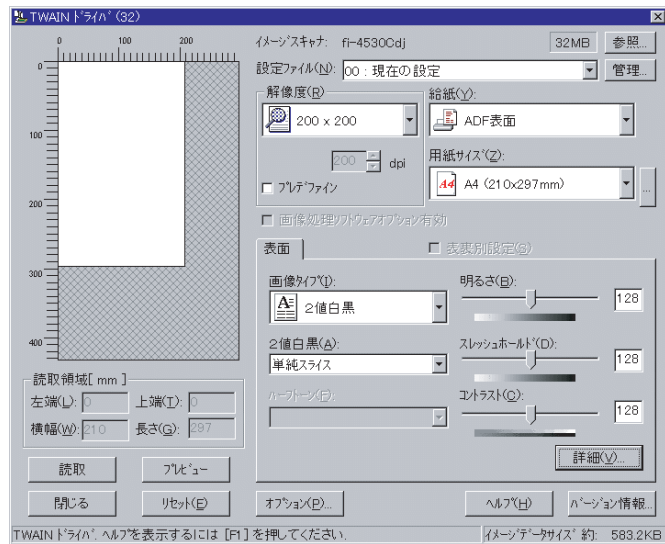 TWAIN ﾄﾞﾗｲﾊﾞ (32)
0 100 200
0
100
200
300
400
ｲﾒｰｼﾞｽｷｬﾅ: fi-4530Cdj 32MB 参照...
設定ﾌｧｲﾙ(N): 00 : 現在の設定 管理...
解像度(R)
200 x 200
200 dpi
ﾌﾟﾘﾃﾞﾌｧｲﾝ
給紙(Y):
ADF表面
用紙ｻｲｽﾞ(Z):
A4 A4 (210x297mm) ...
画像処理ｿﾌﾄｳｪｱｵﾌﾟｼｮﾝ有効
表面 表裏別設定(S)
画像ﾀｲﾌﾟ(I):
A 2値白黒
2値白黒(A):
単純ｽﾗｲｽ
ﾊｰﾌﾄｰﾝ(F):
明るさ(B):
128
ｽﾚｯｼｭﾎｰﾙﾄﾞ(D):
128
ｺﾝﾄﾗｽﾄ(C):
128
詳細(V)...
読取領域[ mm ]
左端(L): 0 上端(T): 0
横幅(W): 210 長さ(G): 297
読取 ﾌﾟﾚﾋﾞｭｰ
閉じる ﾘｾｯﾄ(E) ｵﾌﾟｼｮﾝ(P)... ﾍﾙﾌﾟ(H) ﾊﾞｰｼﾞｮﾝ情報...
TWAIN ﾄﾞﾗｲﾊﾞ. ﾍﾙﾌﾟを表示するには [F1] を押してください. ｲﾒｰｼﾞﾃﾞｰﾀｻｲｽﾞ 約: 583.2KB